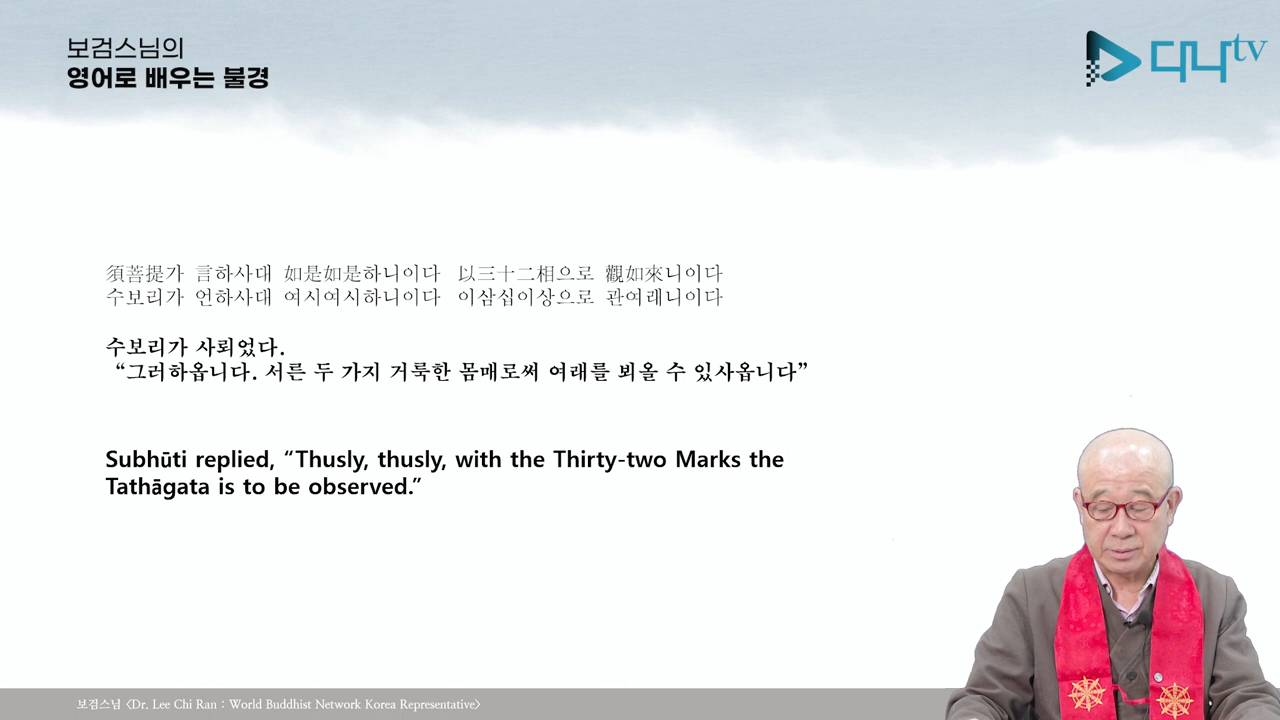 보검스님의
영어로 배우는 불경
디나tv
須菩提가 言하사대 如是如是하니이다 以三十二相으로 觀如來니이다
수보리가 언하사대 여시여시하니이다 이삼십이상으로 관여래니이다
수보리가 사뢰었다.
“그러하옵니다. 서른 두 가지 거룩한 몸매로써 여래를 뵈올 수 있사옵니다”
Subhūti replied, “Thusly, thusly, with the Thirty-two Marks the
Tathāgata is to be observed.”
보검스님 <Dr. Lee Chi Ran : World Buddhist Network Korea Representative>